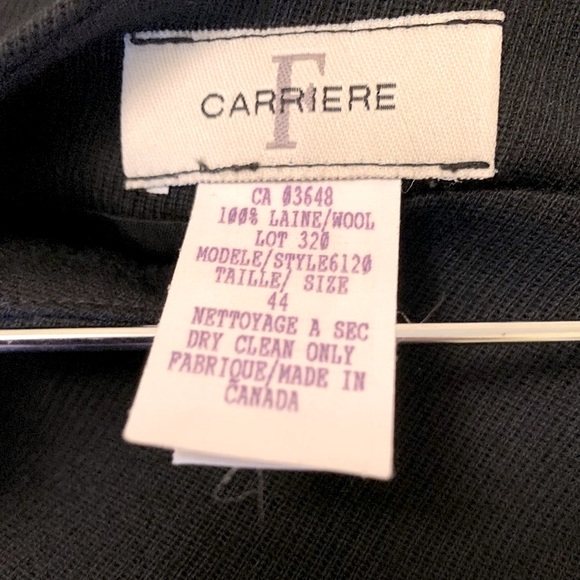 F
CARRIERE
CA 03648
100% LAINE/WOOL
LOT 320
MODELE/STYLE6120
TAILLE/ SIZE
44
NETTOYAGE A SEC
DRY CLEAN ONLY
FABRIQUE/MADE IN
CANADA